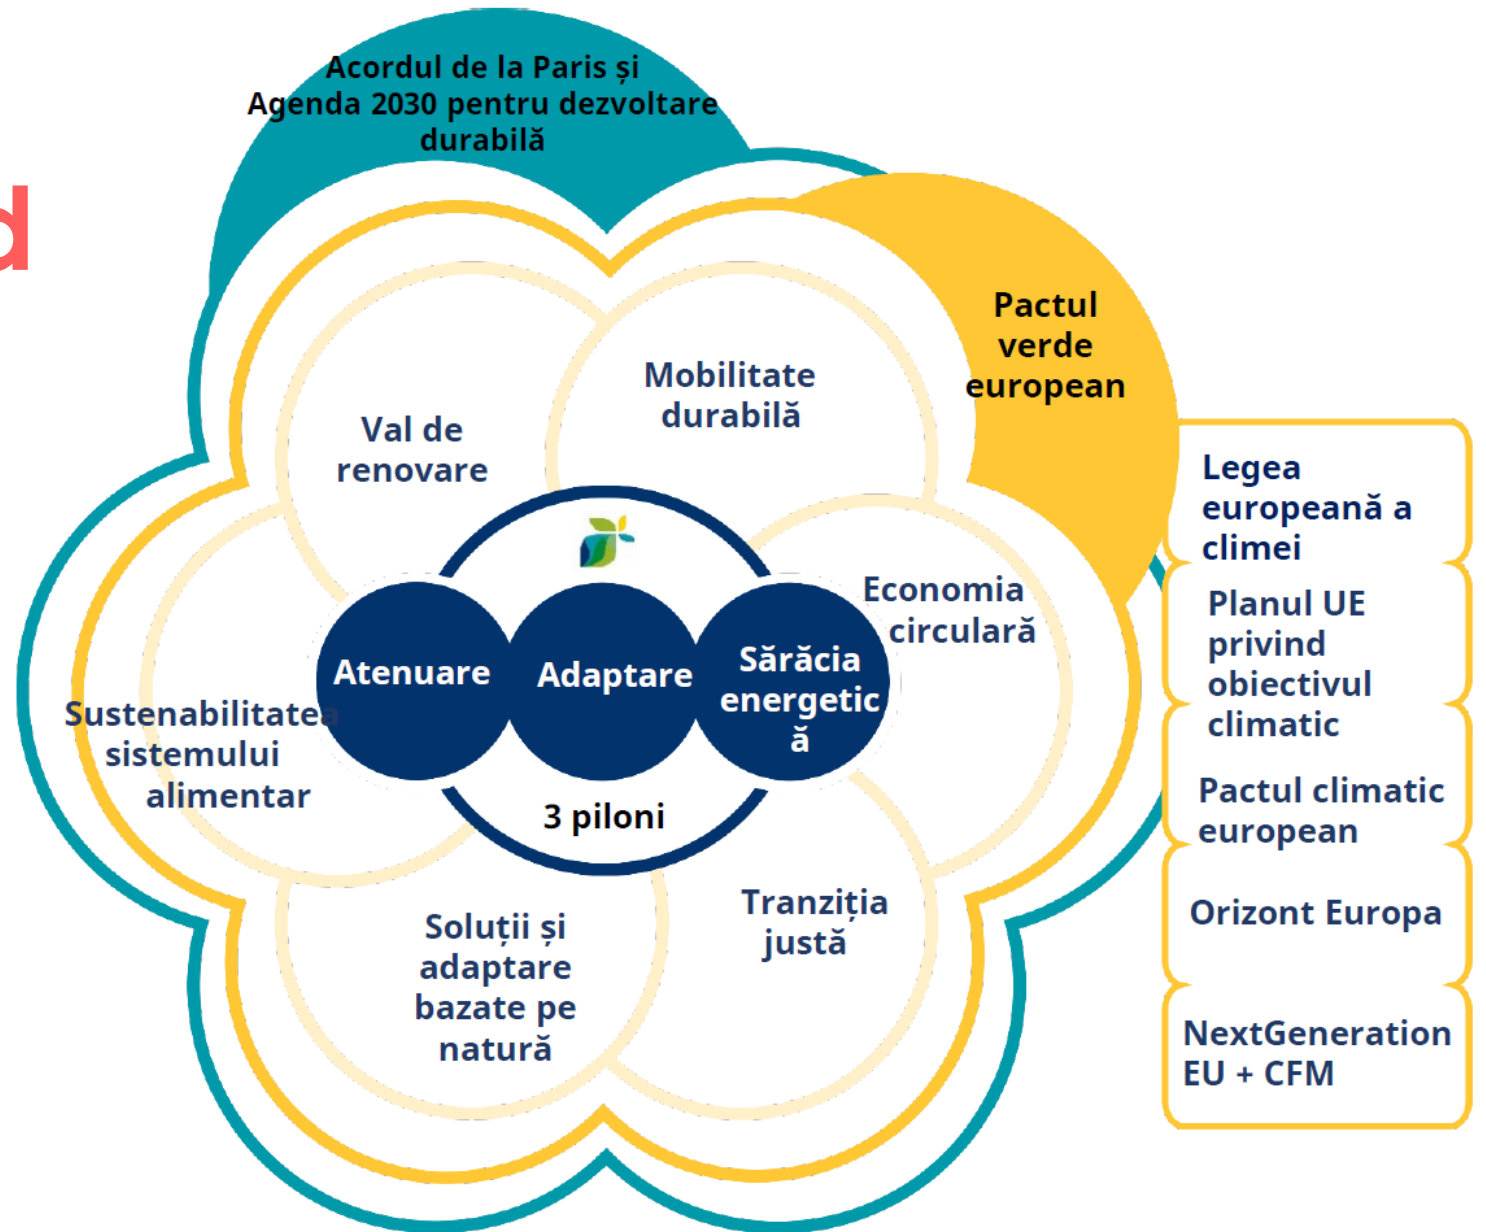 Acordul de la Paris și
Agenda 2030 pentru dezvoltare
durabilă
d
Pactul
verde
european
Mobilitate
durabilă
Val de
renovare
Legea
europeană a
climei
Economia
circulară
Planul UE
privind
obiectivul
climatic
Atenuare
Adaptare
Sărăcia
energetic
ă
Sustenabilitatea
sistemului
alimentar
3 piloni
Pactul climatic
european
Soluții și
adaptare
bazate pe
natură
Tranziția
justă
Orizont Europa
NextGeneration
EU + CFM